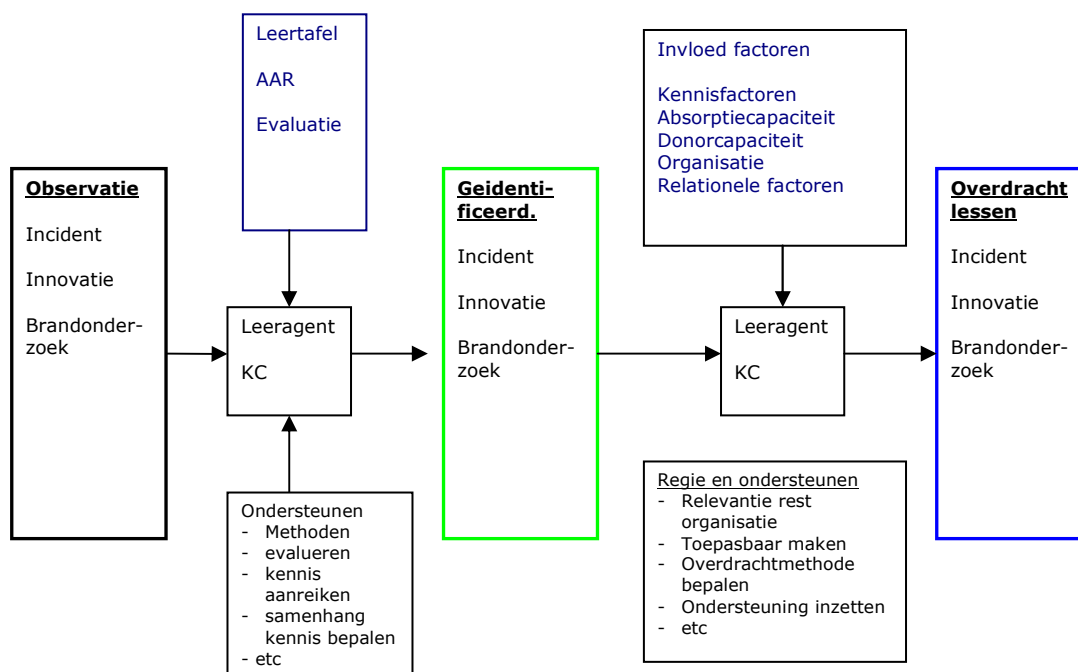 Leertafel
AAR
Evaluatie
Invloed factoren
Kennisfactoren
Absorptiecapaciteit
Donorcapaciteit
Organisatie
Relationele factoren
Observatie
Incident
Innovatie
Brandonder-
zoek
Leeragent
KC
Geidenti-
ficeerd.
Incident
Innovatie
Brandonder-
zoek
Leeragent
KC
Overdracht
lessen
Incident
Innovatie
Brandonder-
zoek
Ondersteunen
- Methoden
- evalueren
- kennis
aanreiken
- samenhang
kennis bepalen
- etc
Regie en ondersteunen
- Relevantie rest
organisatie
- Toepasbaar maken
- Overdrachtmethode
bepalen
- Ondersteuning inzetten
- etc